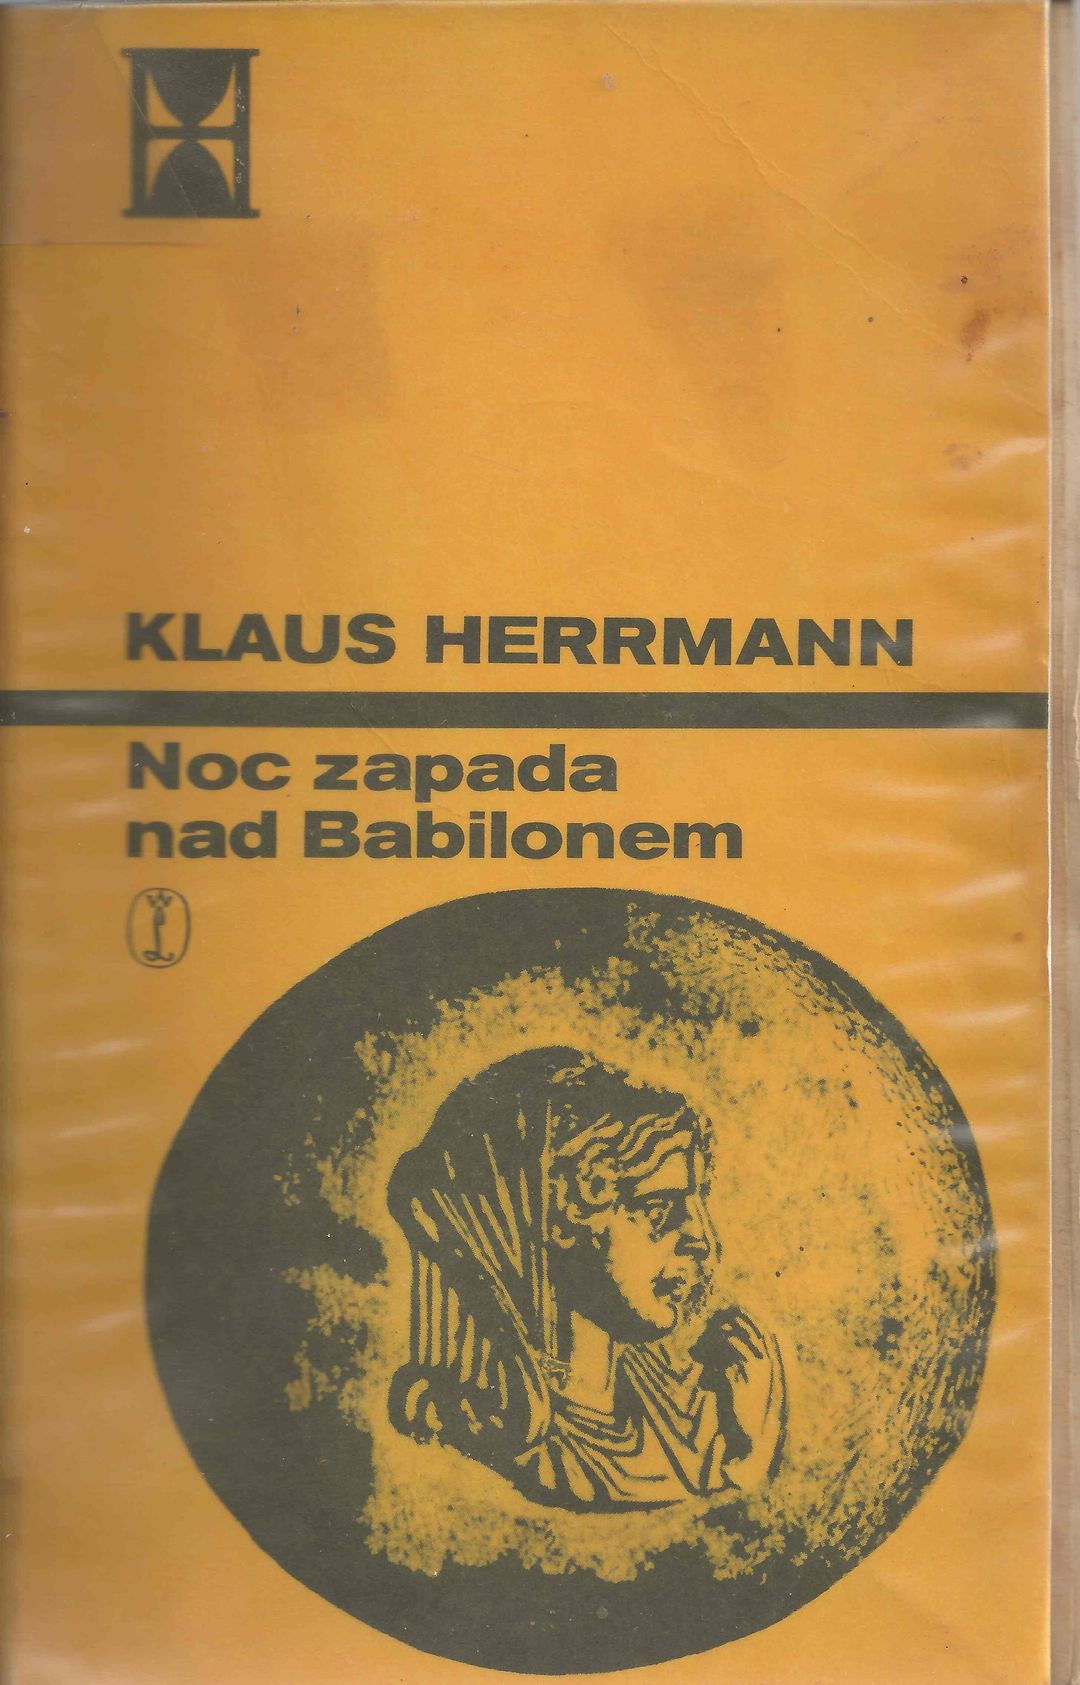 KLAUS HERRMANN
Noc zapada
nad Babilonem